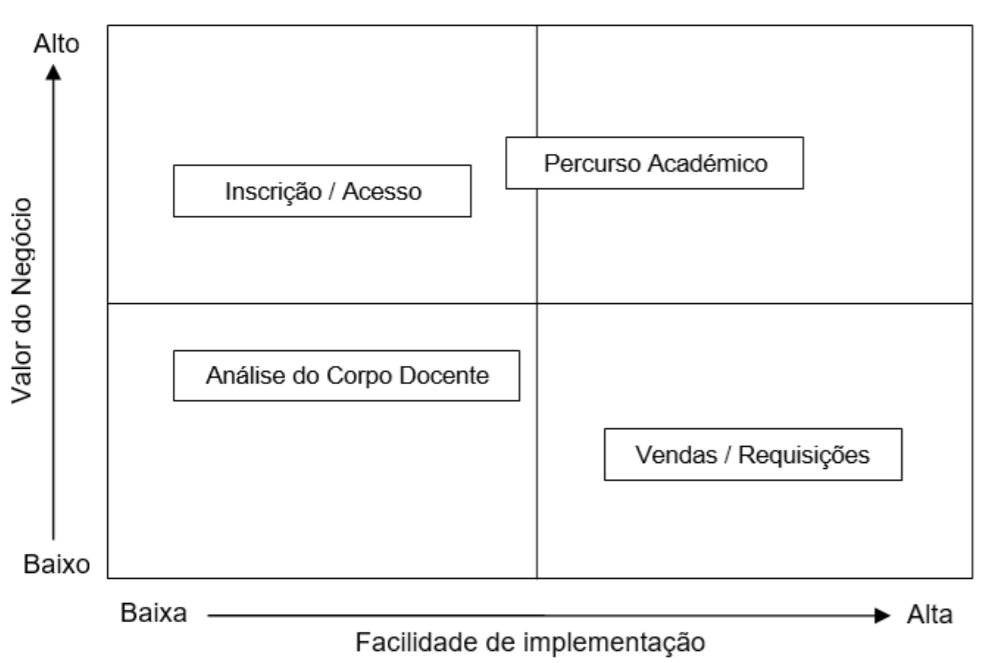 Alto
Percurso Académico
Inscrição / Acesso
Valor do Negócio
Análise do Corpo Docente
Vendas / Requisições
Baixo
Baixa
Alta
Facilidade de implementação